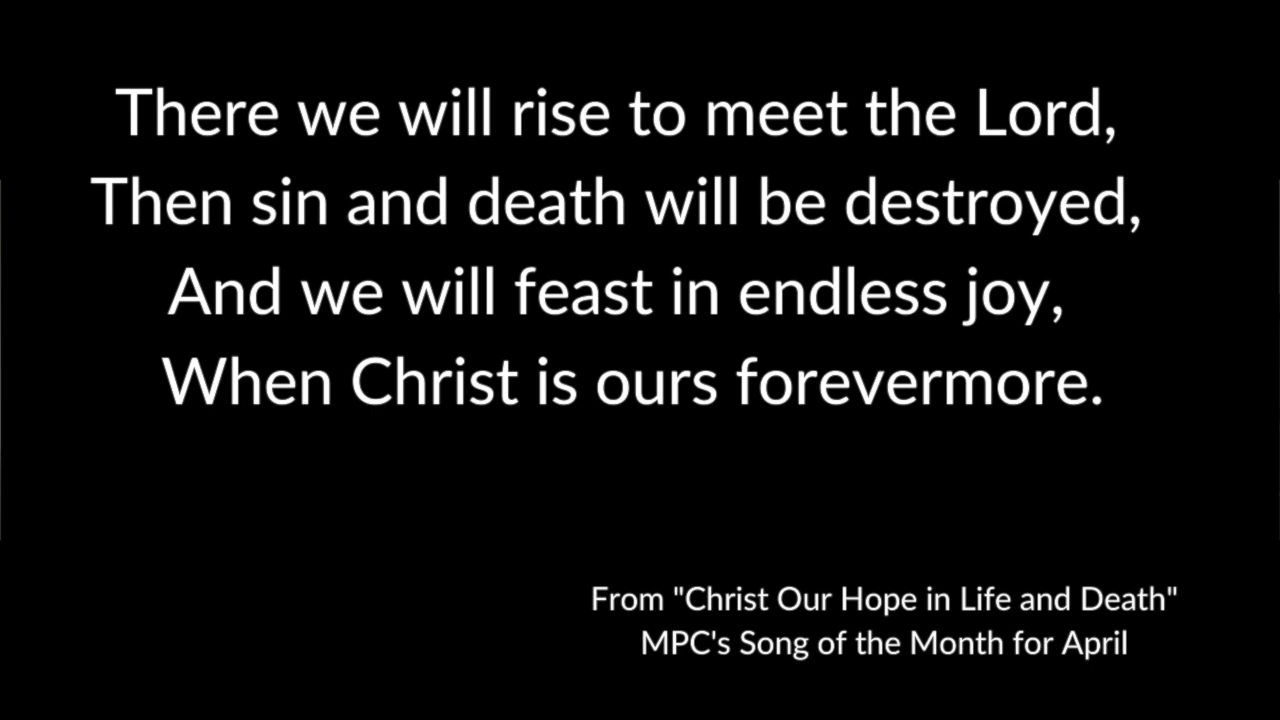 There we will rise to meet the Lord,
Then sin and death will be destroyed,
And we will feast in endless joy,
When Christ is ours forevermore.
From "Christ Our Hope in Life and Death"
MPC's Song of the Month for April